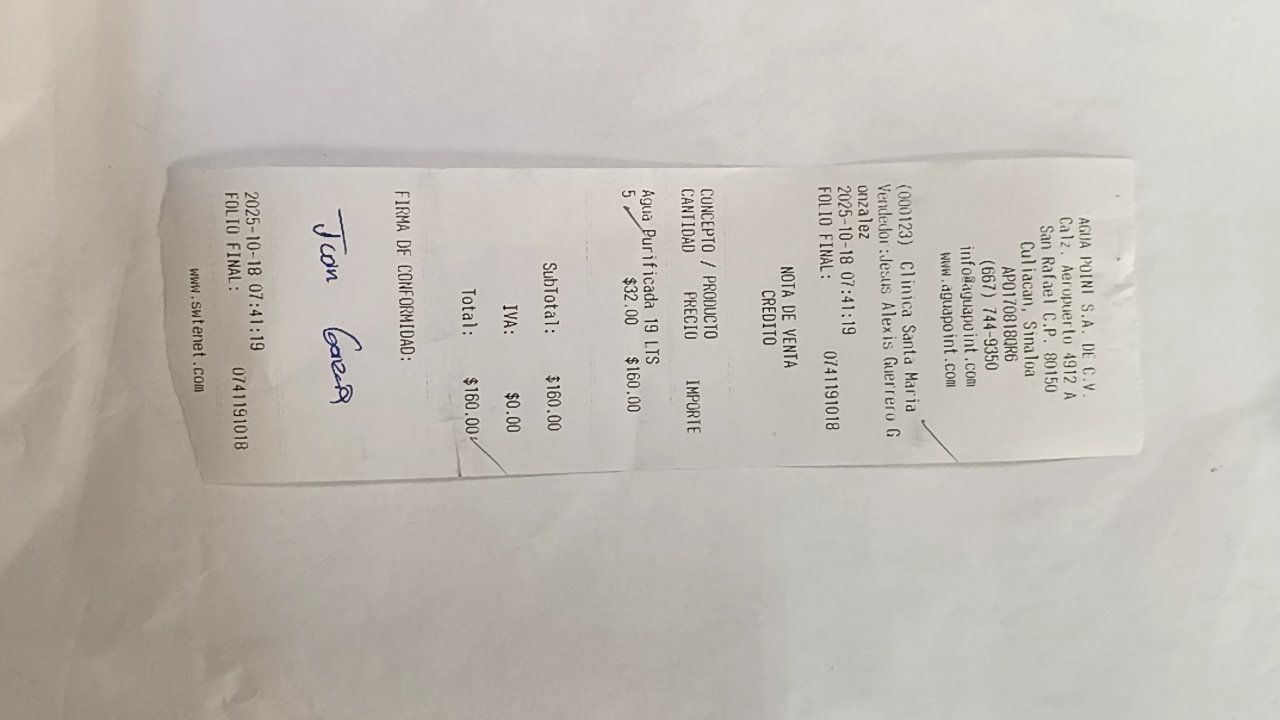 AGUA POINT S.A. DE C.V.
Calz. Aeropuerto 4912 A
San Rafael C.P. 80150
Culiacan, Sinaloa
APO170818QR6
(667) 744-9350
info@aguapoint.com
www.aguapoint.com
(000123) Clinica Santa Maria
Vendedor:Jesus Alexis Guerrero G
onzalez
2025-10-18 07:41:19
FOLIO FINAL: 0741191018
NOTA DE VENTA
CREDITO
CONCEPTO / PRODUCTO
CANTIDAD PRECIO IMPORTE
Agua Purificada 19 LTS
5 $32.00 $160.00
SubTotal: $160.00
IVA: $0.00
Total: $160.00
FIRMA DE CONFORMIDAD:
2025-10-18 07:41:19
FOLIO FINAL: 0741191018
www.swtenet.com